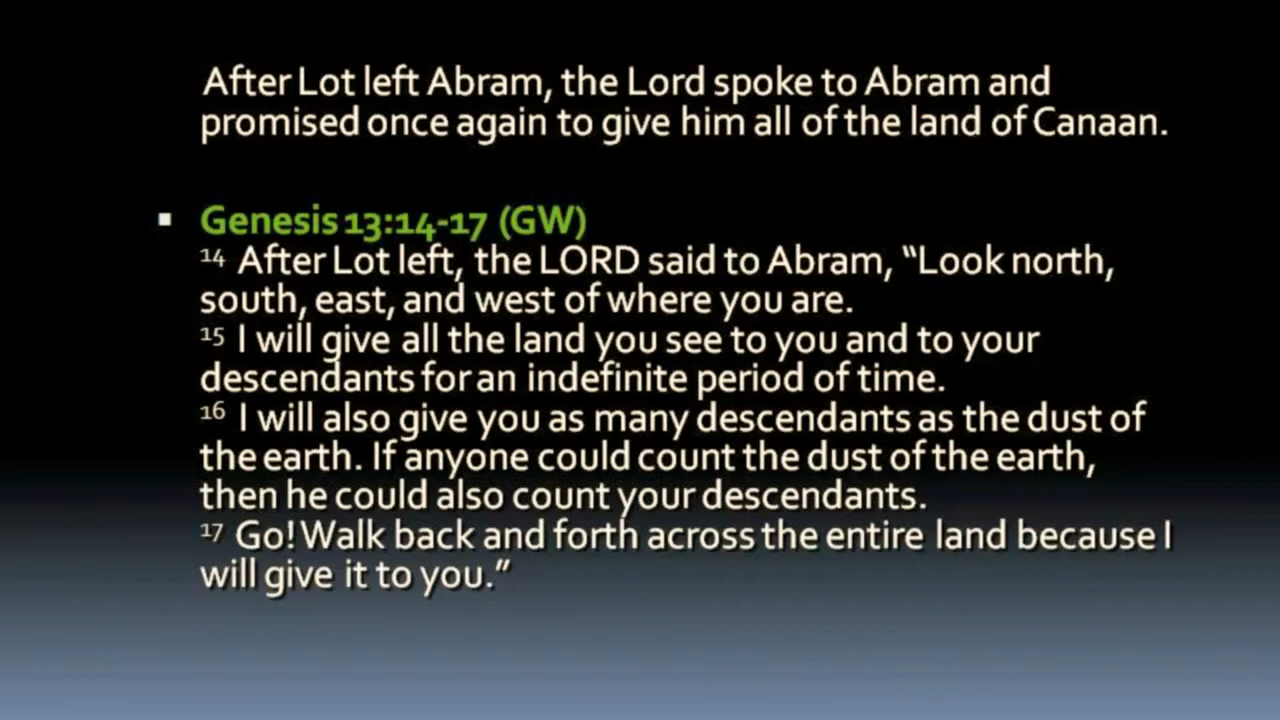 After Lot left Abram, the Lord spoke to Abram and
promised once again to give him all of the land of Canaan.
▪ Genesis 13:14-17 (GW)
14 After Lot left, the LORD said to Abram, “Look north,
south, east, and west of where you are.
15 I will give all the land you see to you and to your
descendants for an indefinite period of time.
16 I will also give you as many descendants as the dust of
the earth. If anyone could count the dust of the earth,
then he could also count your descendants.
17 Go! Walk back and forth across the entire land because I
will give it to you.”